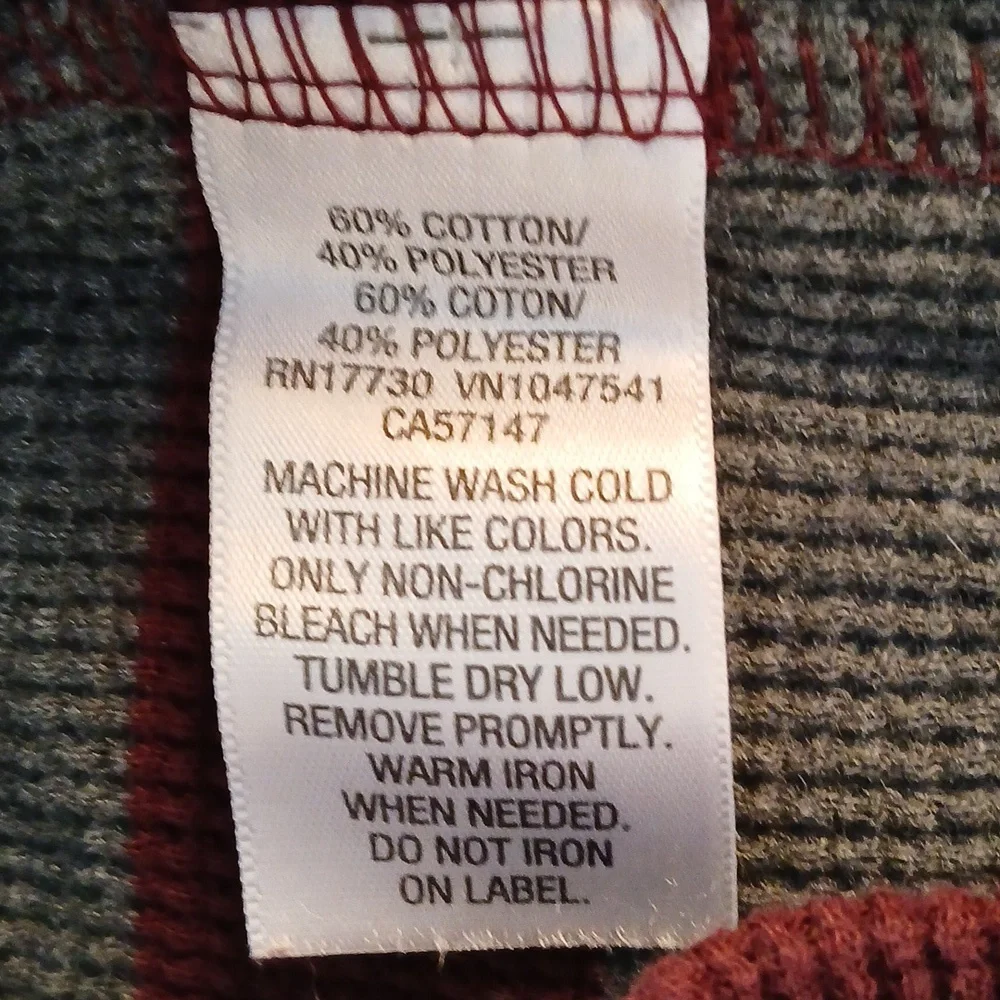 60% COTTON/
40% POLYESTER
60% COTON/
40% POLYESTER
RN17730 VN1047541
CA57147
MACHINE WASH COLD
WITH LIKE COLORS.
ONLY NON-CHLORINE
BLEACH WHEN NEEDED.
TUMBLE DRY LOW.
REMOVE PROMPTLY.
WARM IRON
WHEN NEEDED.
DO NOT IRON
ON LABEL.